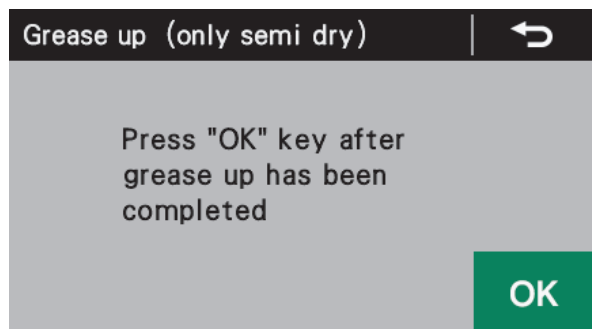 Grease up (only semi dry)
Press "OK" key after
grease up has been
completed
OK